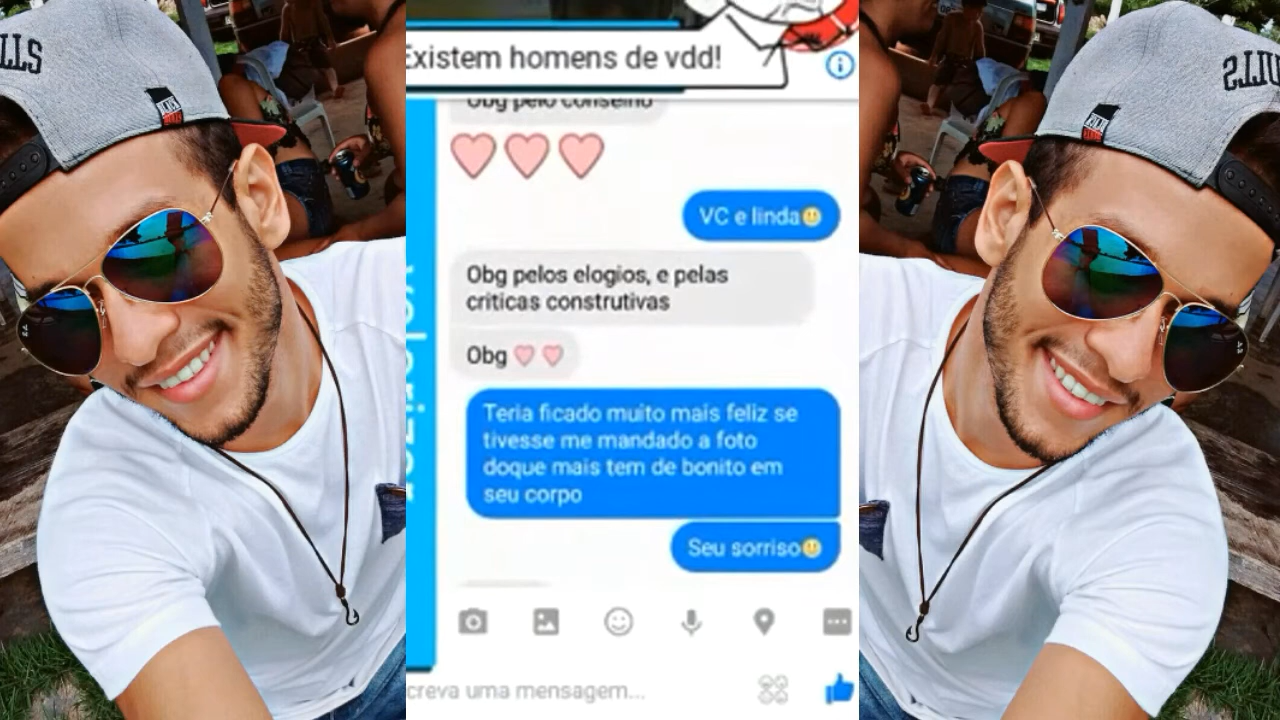 LLS
Existem homens de vdd!
Obg pelo conselho
VC e linda
Obg pelos elogios, e pelas
criticas construtivas
Obg
Teria ficado muito mais feliz se
tivesse me mandado a foto
doque mais tem de bonito em
seu corpo
Seu sorriso
creva uma mensagem...